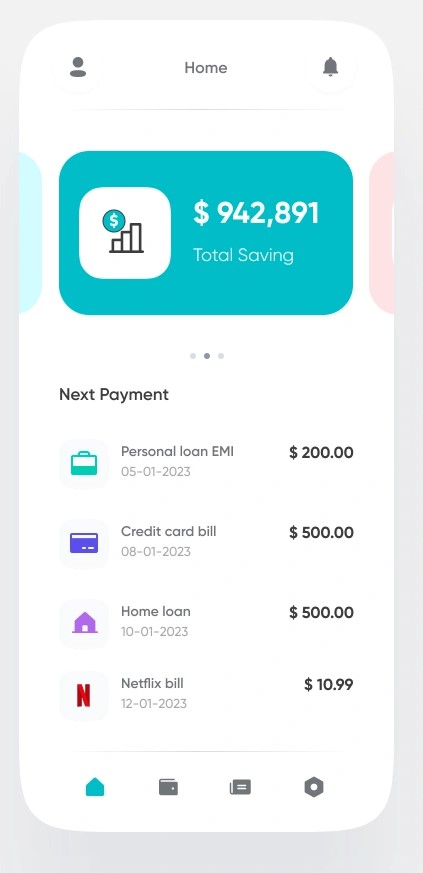 Home
$
$ 942,891
Total Saving
Next Payment
Personal loan EMI
$ 200.00
05-01-2023
Credit card bill
$ 500.00
08-01-2023
Home loan
$ 500.00
10-01-2023
N
Netflix bill
$ 10.99
12-01-2023